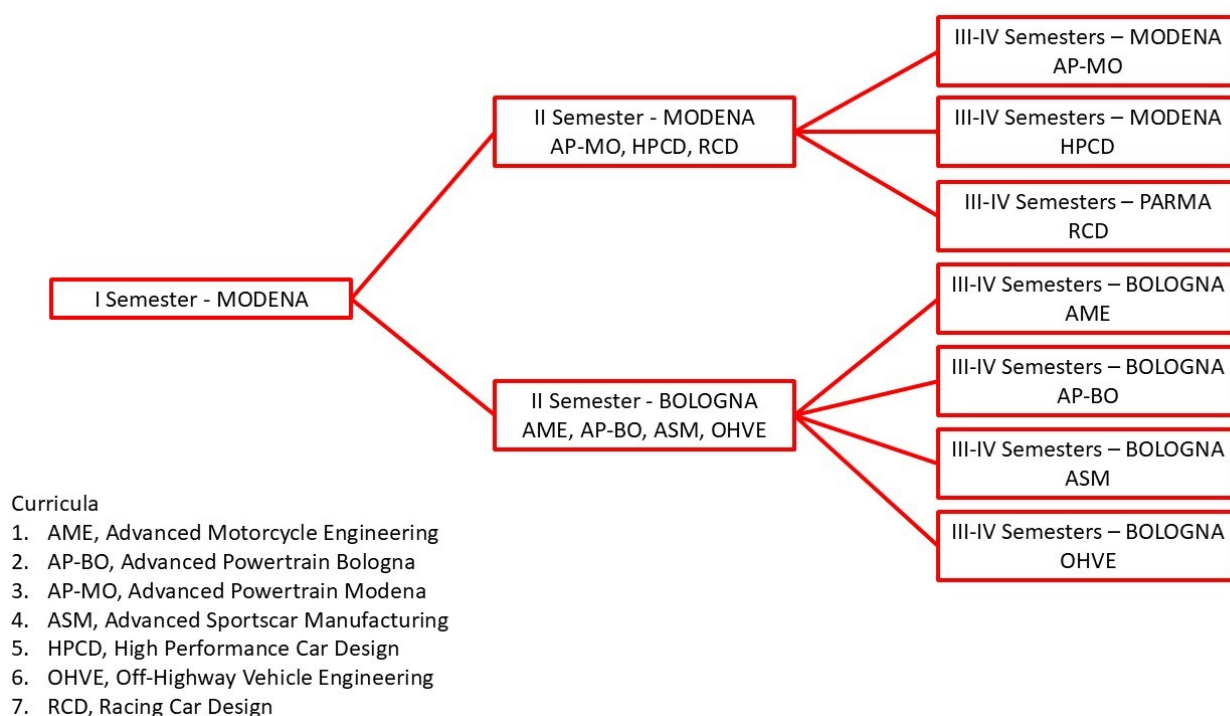 I Semester - MODENA
II Semester - MODENA
AP-MO, HPCD, RCD
II Semester - BOLOGNA
AME, AP-BO, ASM, OHVE
III-IV Semesters – MODENA
AP-MO
III-IV Semesters – MODENA
HPCD
III-IV Semesters – PARMA
RCD
III-IV Semesters – BOLOGNA
AME
III-IV Semesters – BOLOGNA
AP-BO
III-IV Semesters – BOLOGNA
ASM
III-IV Semesters – BOLOGNA
OHVE
Curricula
1. AME, Advanced Motorcycle Engineering
2. AP-BO, Advanced Powertrain Bologna
3. AP-MO, Advanced Powertrain Modena
4. ASM, Advanced Sportscar Manufacturing
5. HPCD, High Performance Car Design
6. OHVE, Off-Highway Vehicle Engineering
7. RCD, Racing Car Design